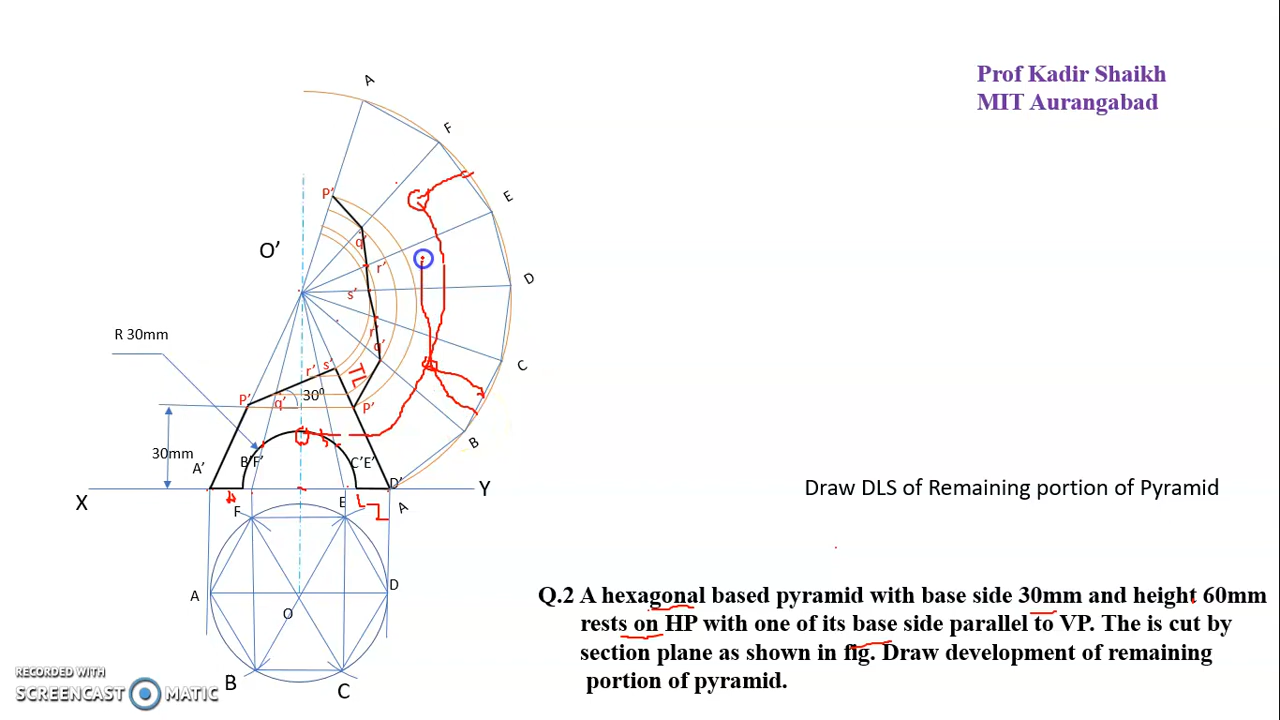 Prof Kadir Shaikh
MIT Aurangabad
A
F
E
P'
O'
q'
r'
D
s'
R 30mm
r'
q'
C
s'
r'
TL
30⁰
P'
q'
P'
B
30mm
A'
B'F'
C'E'
D'
X
Y
F
E
A
Draw DLS of Remaining portion of Pyramid
A
D
O
B
C
Q.2 A hexagonal based pyramid with base side 30mm and height 60mm
rests on HP with one of its base side parallel to VP. The is cut by
section plane as shown in fig. Draw development of remaining
portion of pyramid.
RECORDED WITH
SCREENCAST MATIC